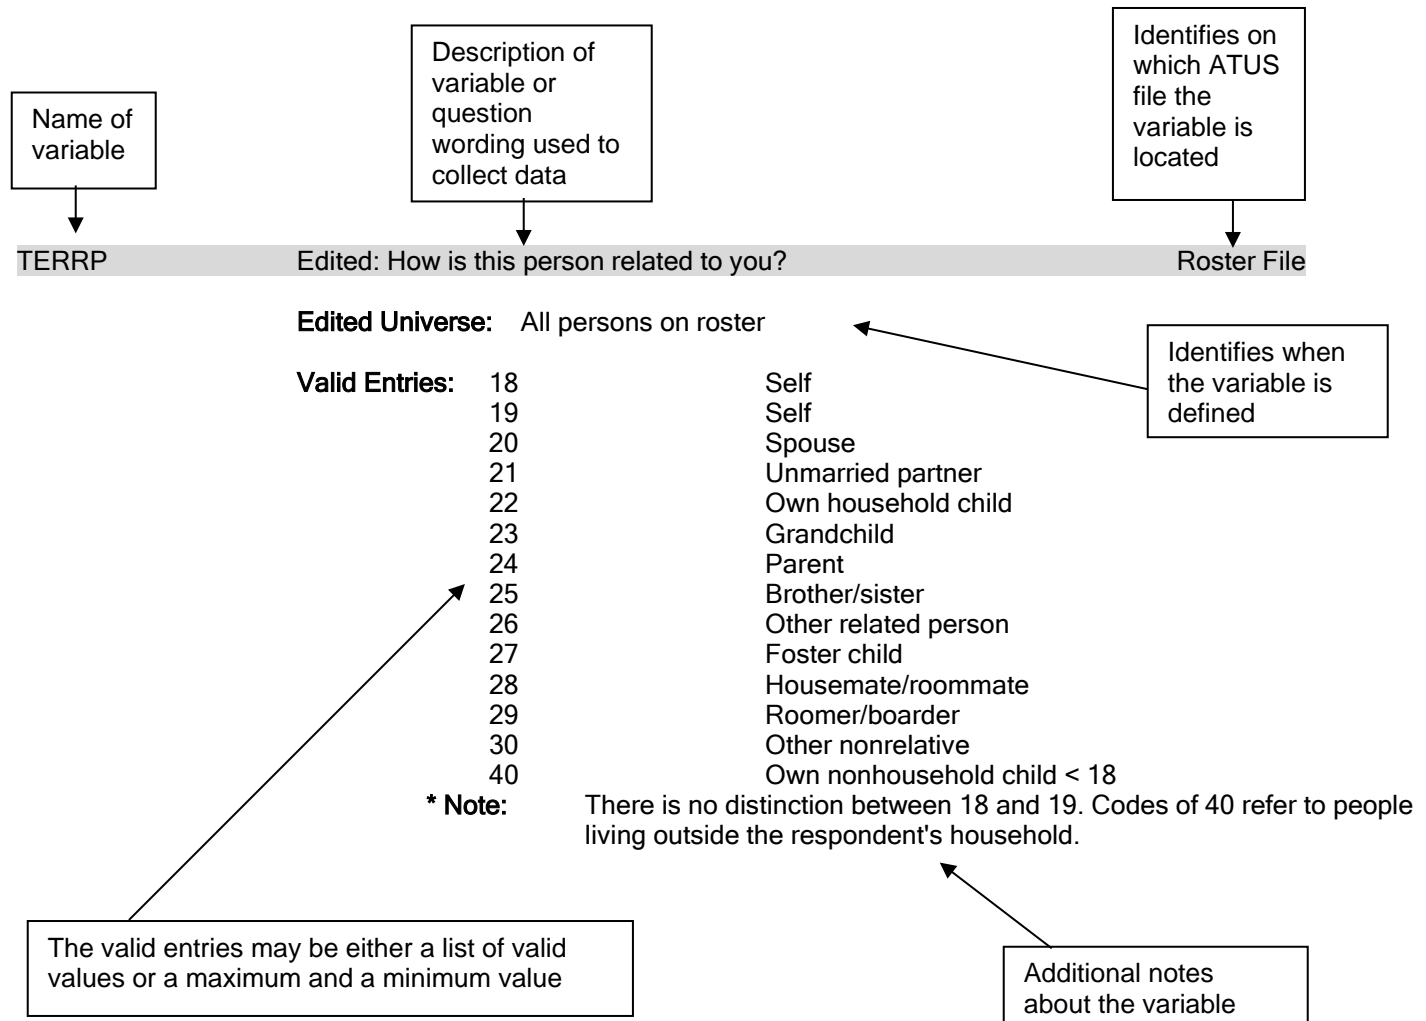 Name of
variable
Description of
variable or
question
wording used to
collect data
Identifies on
which ATUS
file the
variable is
located
TERRP Edited: How is this person related to you? Roster File
Edited Universe: All persons on roster
Identifies when
the variable is
defined
Valid Entries: 18 Self
19 Self
20 Spouse
21 Unmarried partner
22 Own household child
23 Grandchild
24 Parent
25 Brother/sister
26 Other related person
27 Foster child
28 Housemate/roommate
29 Roomer/boarder
30 Other nonrelative
40 Own nonhousehold child < 18
* Note: There is no distinction between 18 and 19. Codes of 40 refer to people
living outside the respondent's household.
The valid entries may be either a list of valid
values or a maximum and a minimum value
Additional notes
about the variable